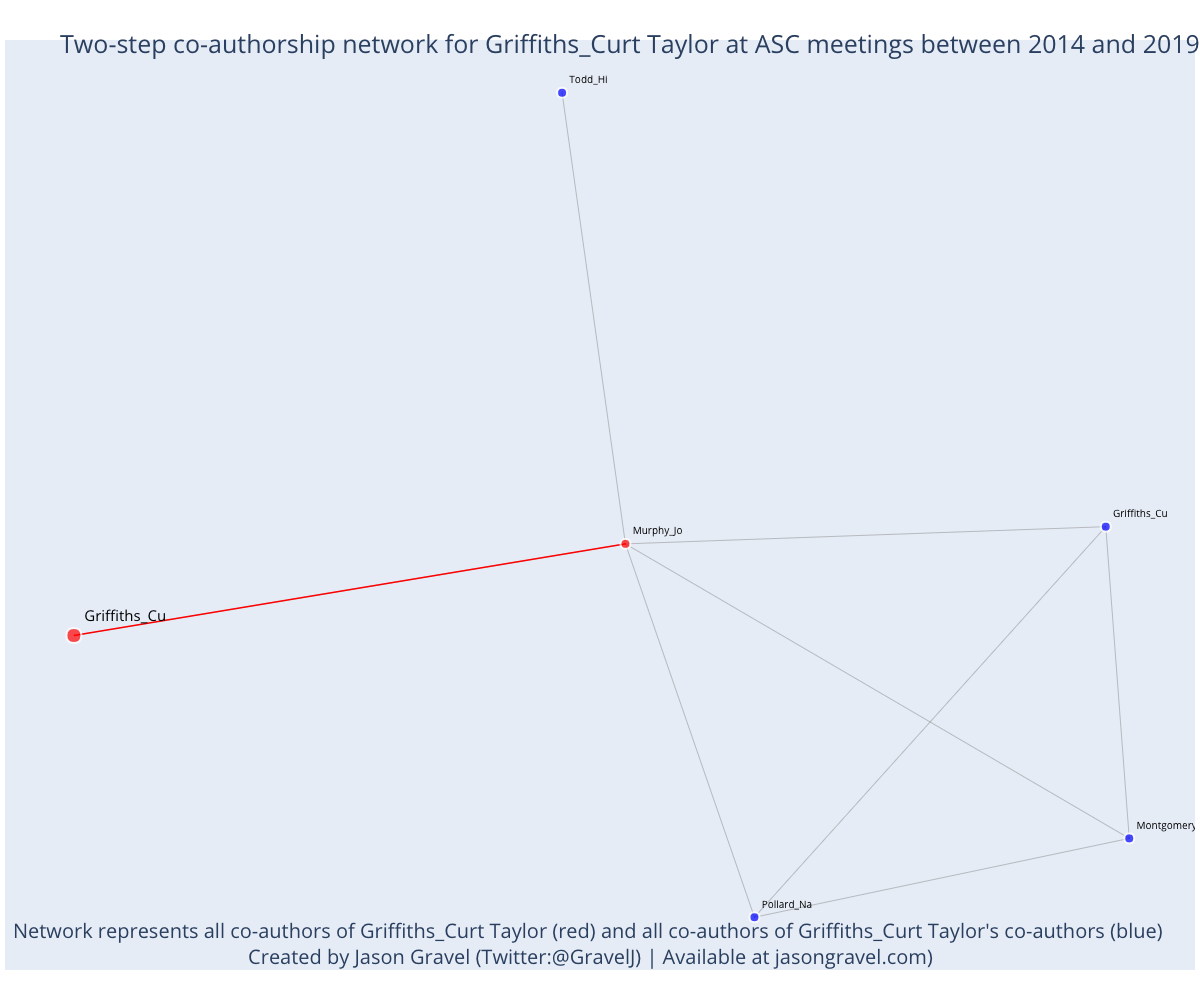 Two-step co-authorship network for Griffiths_Curt Taylor at ASC meetings between 2014 and 2019
Todd_Hi
Griffiths_Cu
Murphy_Jo
Griffiths_Cu
Montgomery
Pollard_Na
Network represents all co-authors of Griffiths_Curt Taylor (red) and all co-authors of Griffiths_Curt Taylor's co-authors (blue)
Created by Jason Gravel (Twitter:@GravelJ) | Available at jasongravel.com)